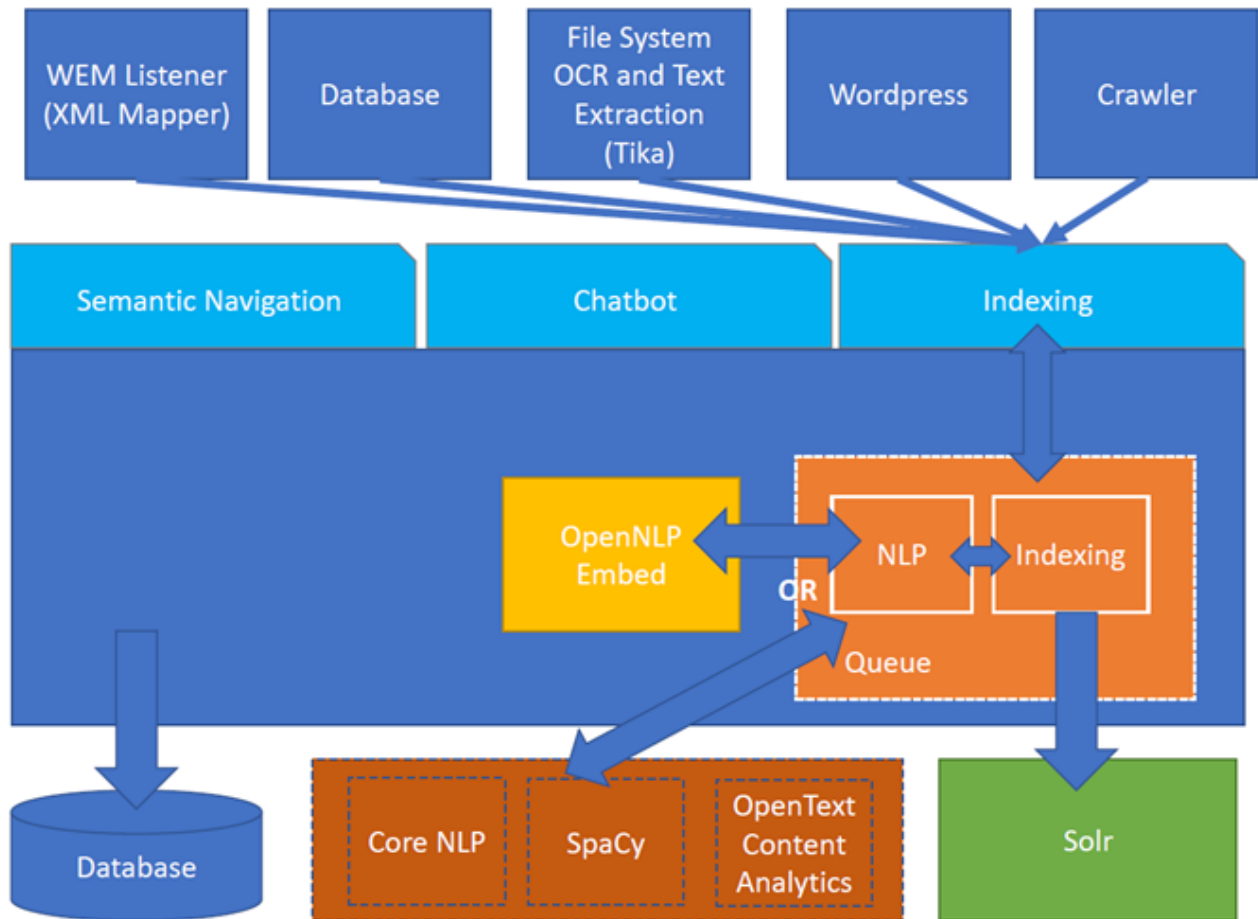 WEM Listener
(XML Mapper)
Database
File System
OCR and Text
Extraction
(Tika)
Wordpress
Crawler
Semantic Navigation
Chatbot
Indexing
OpenNLP
Embed
NLP
Indexing
OR
Queue
Database
Core NLP
SpaCy
OpenText
Content
Analytics
Solr